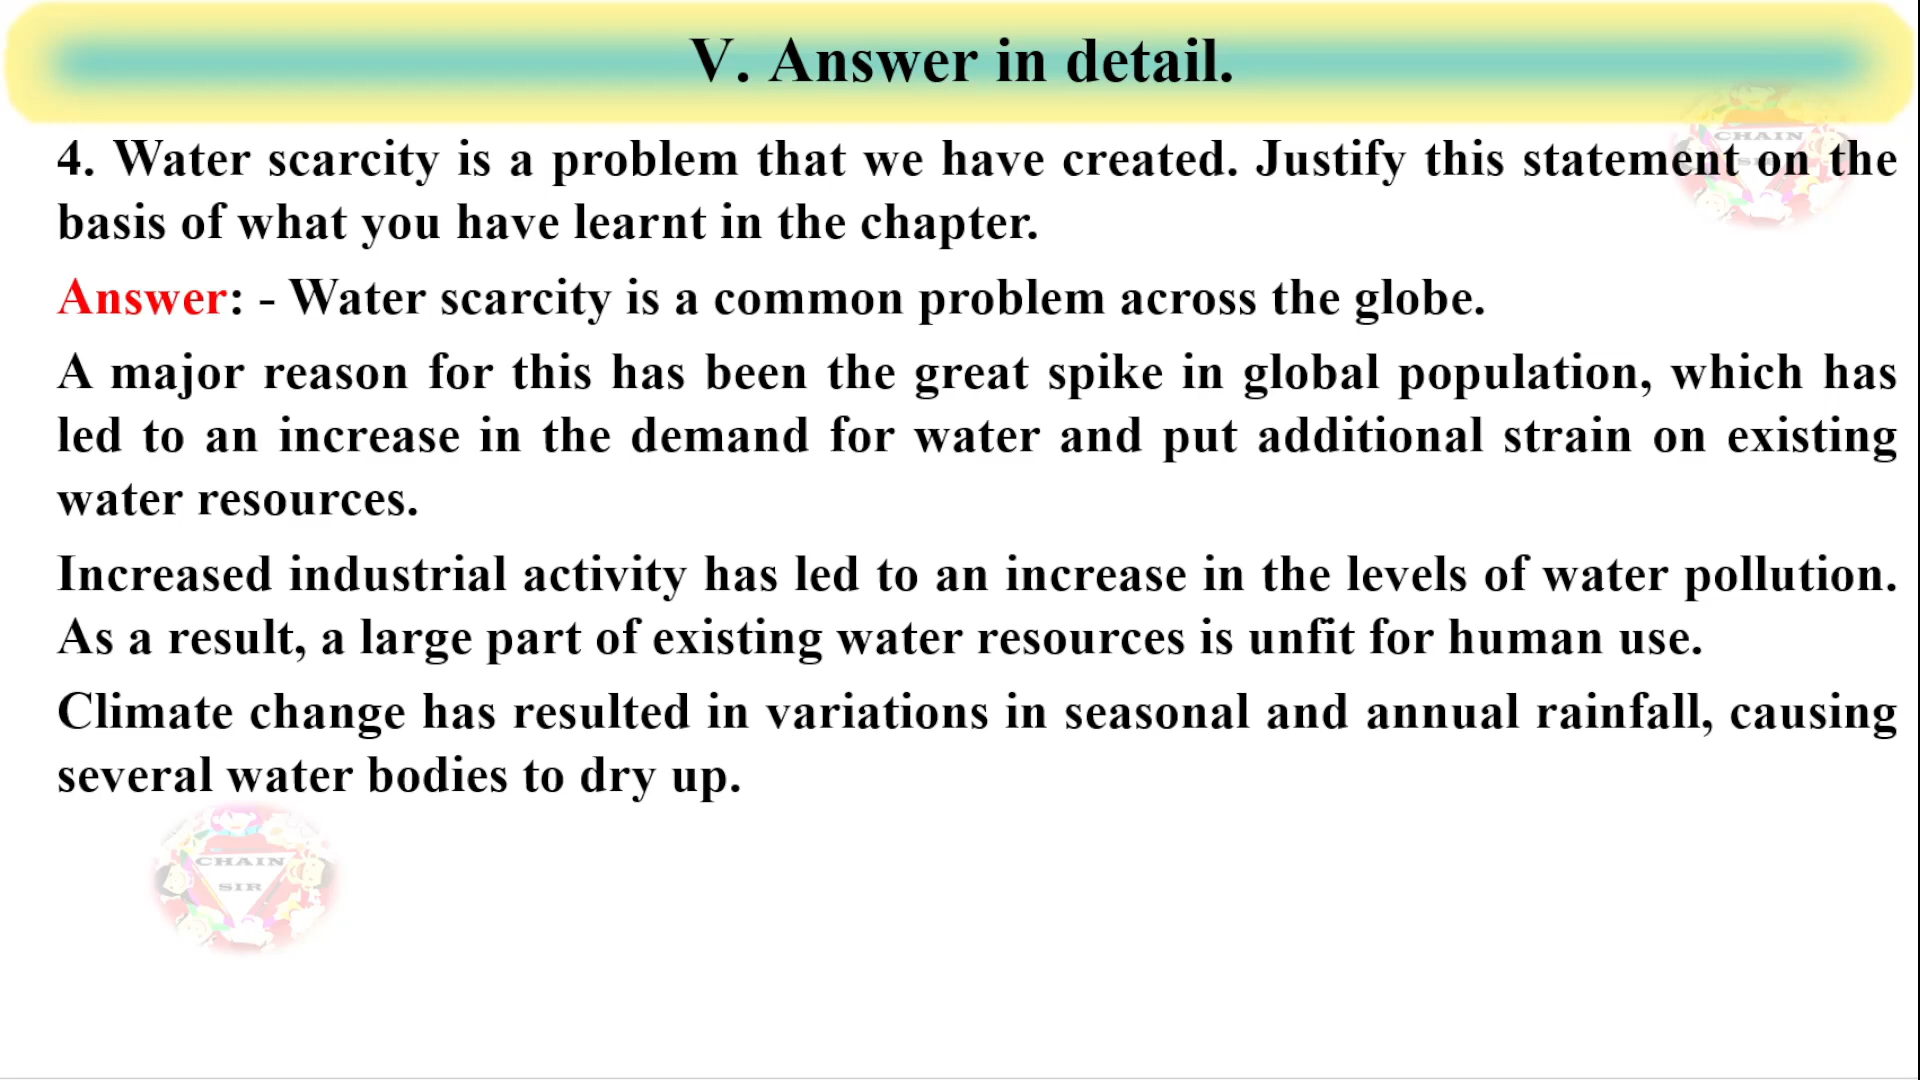 V. Answer in detail.
CHAIN
4. Water scarcity is a problem that we have created. Justify this statement on the
basis of what you have learnt in the chapter.
Answer: - Water scarcity is a common problem across the globe.
A major reason for this has been the great spike in global population, which has
led to an increase in the demand for water and put additional strain on existing
water resources.
Increased industrial activity has led to an increase in the levels of water pollution.
As a result, a large part of existing water resources is unfit for human use.
Climate change has resulted in variations in seasonal and annual rainfall, causing
several water bodies to dry up.
CHAIN
SIR